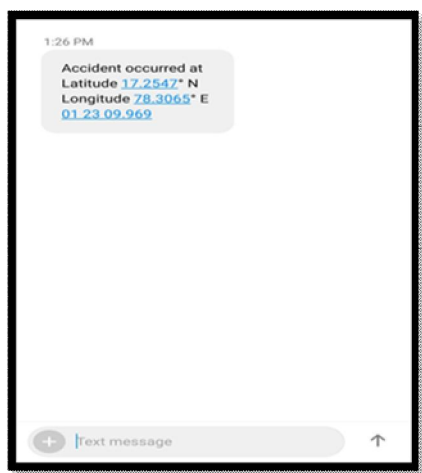 1:26 PM
Accident occurred at
Latitude 17.2547° N
Longitude 78.3065° E
01 23 09.969
Text message